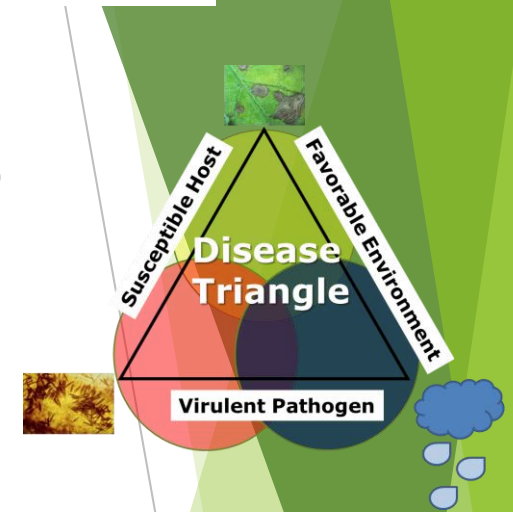 Susceptible Host
Favorable Environment
Disease
Triangle
Virulent Pathogen